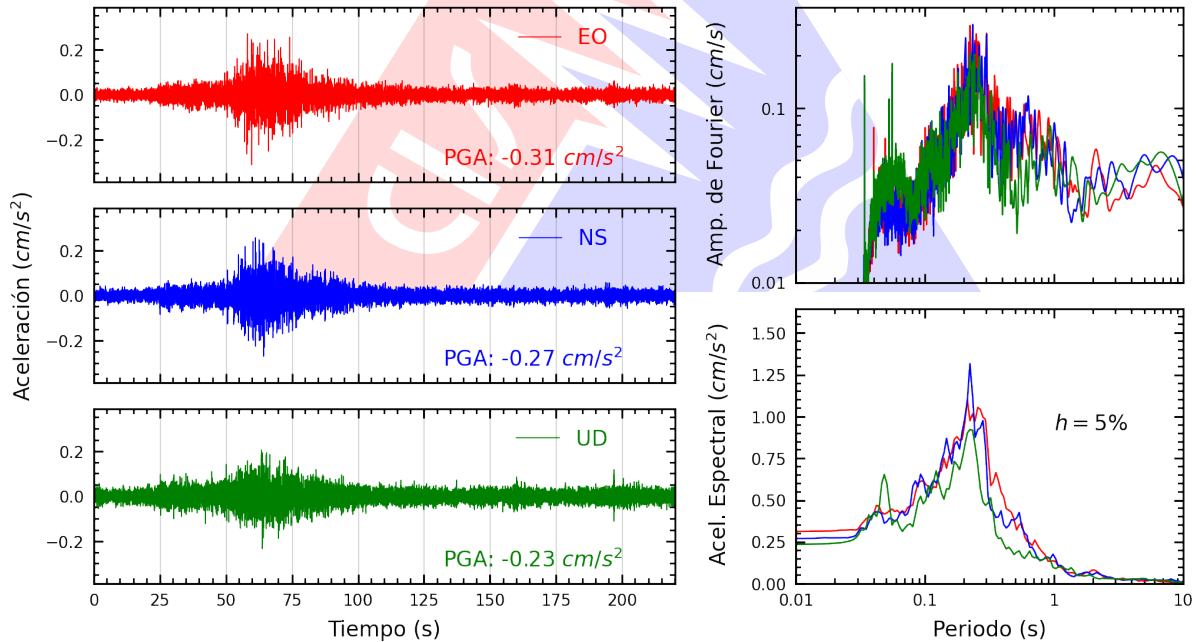 Aceleración (cm/s²)
0.2
0.0
−0.2
EO
PGA: -0.31 cm/s²
0.2
0.0
−0.2
NS
PGA: -0.27 cm/s²
0.2
0.0
−0.2
UD
PGA: -0.23 cm/s²
0 25 50 75 100 125 150 175 200
Tiempo (s)
Amp. de Fourier (cm/s)
0.1
0.01
Acel. Espectral (cm/s²)
1.50
1.25
1.00
0.75
0.50
0.25
0.00
h = 5%
0.01 0.1 1 10
Periodo (s)